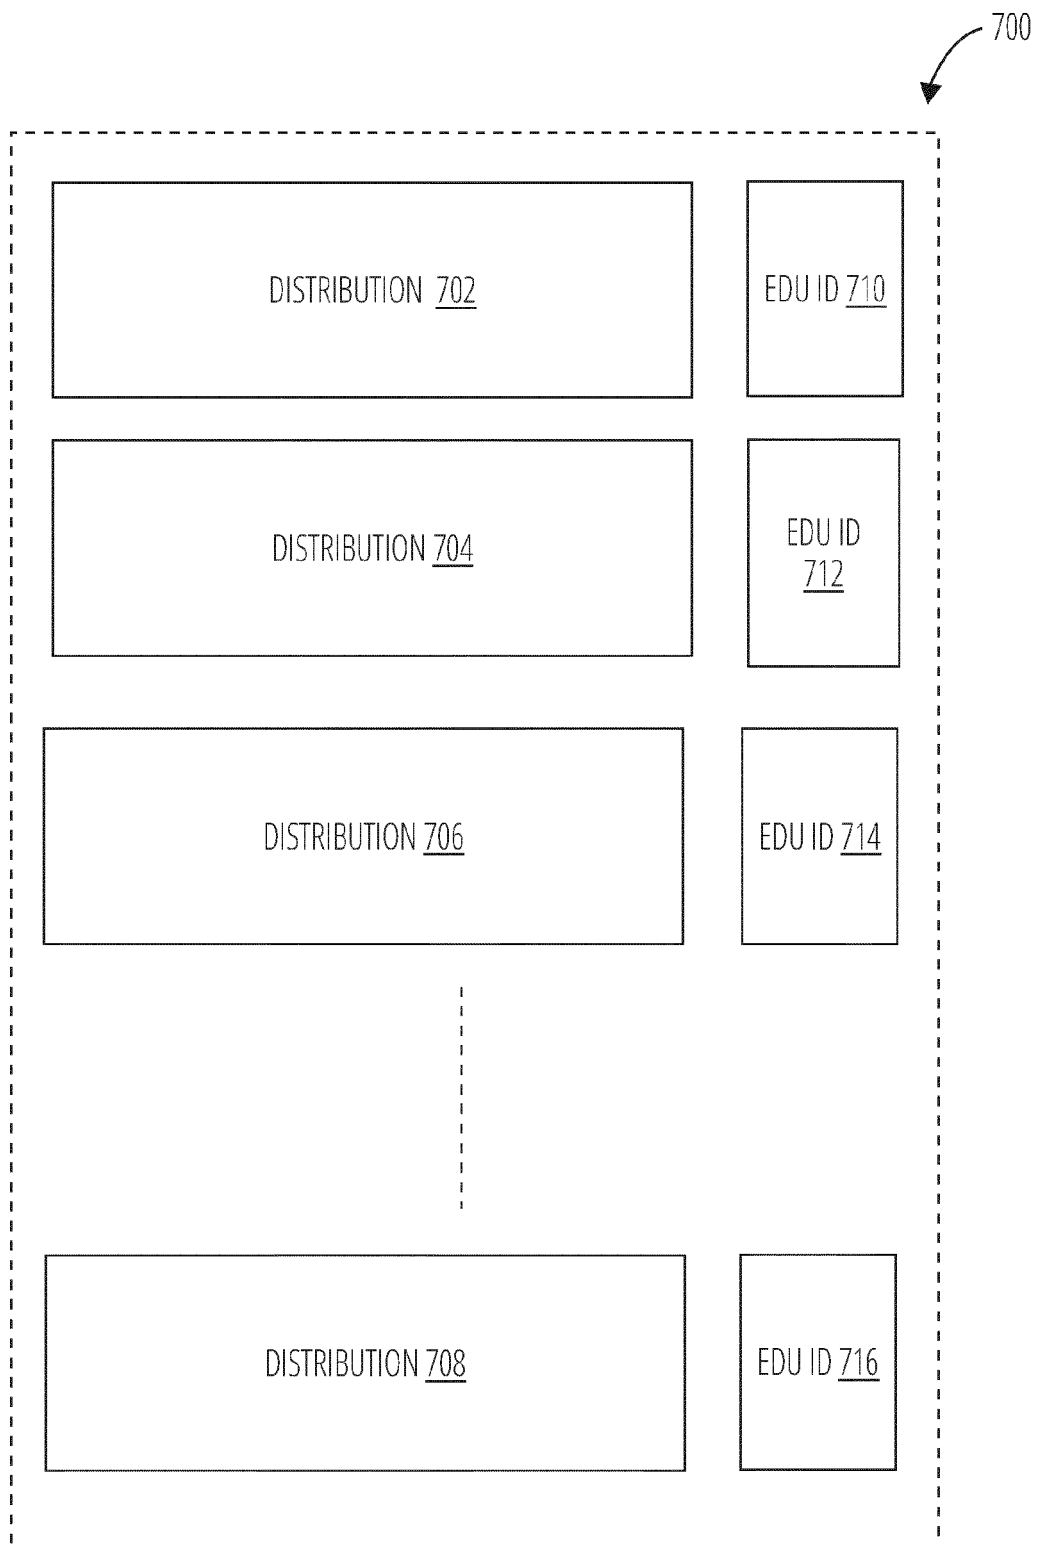 700
DISTRIBUTION 702
EDU ID 710
DISTRIBUTION 704
EDU ID
712
DISTRIBUTION 706
EDU ID 714
DISTRIBUTION 708
EDU ID 716